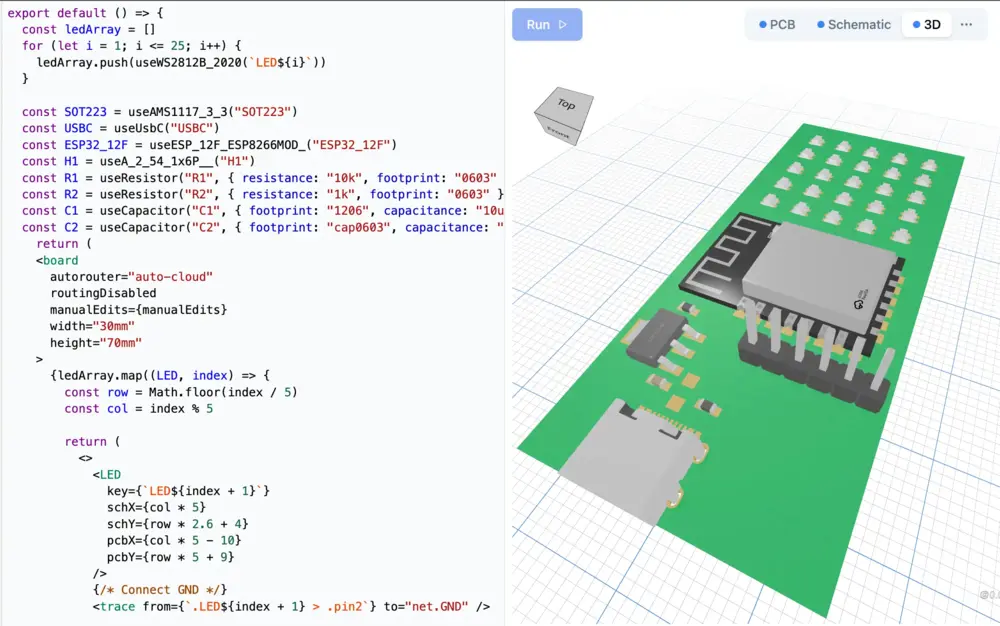 export default () => {
const ledArray = []
for (let i = 1; i <= 25; i++) {
ledArray.push(useWS2812B_2020(`LED${i}`))
}
const SOT223 = useAMS1117_3_3("SOT223")
const USBC = useUsbC("USBC")
const ESP32_12F = useESP_12F_ESP8266MOD_("ESP32_12F")
const H1 = useA_2_54_1x6P__("H1")
const R1 = useResistor("R1", { resistance: "10k", footprint: "0603"
const R2 = useResistor("R2", { resistance: "1k", footprint: "0603" }
const C1 = useCapacitor("C1", { footprint: "1206", capacitance: "10u
const C2 = useCapacitor("C2", { footprint: "cap0603", capacitance: "
return (
<board
autorouter="auto-cloud"
routingDisabled
manualEdits={manualEdits}
width="30mm"
height="70mm"
>
{ledArray.map((LED, index) => {
const row = Math.floor(index / 5)
const col = index % 5
return (
<>
<LED
key={`LED${index + 1}`}
schX={col * 5}
schY={row * 2.6 + 4}
pcbX={col * 5 - 10}
pcbY={row * 5 + 9}
/>
{/* Connect GND */}
<trace from={`.LED${index + 1} > .pin2`} to="net.GND" />
Run
PCB
Schematic
3D
...
Top